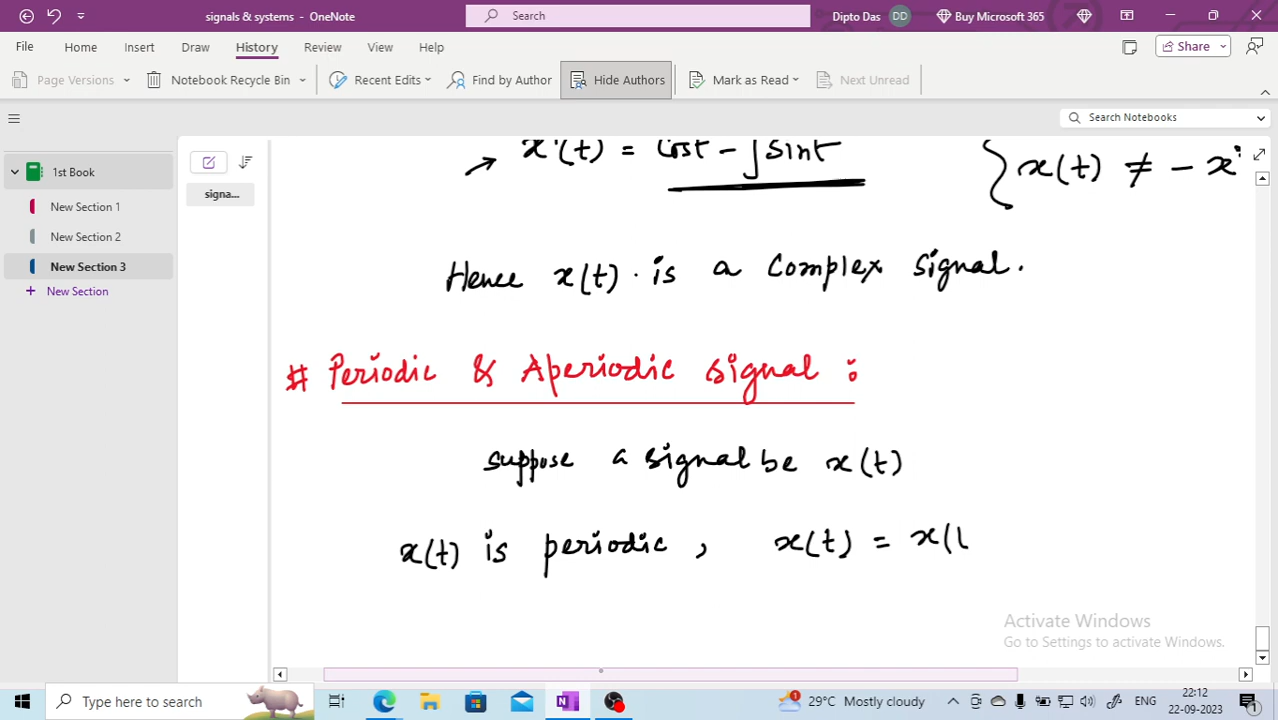 signals & systems - OneNote
Search
Dipto Das DD
Buy Microsoft 365
File Home Insert Draw History Review View Help
Share
Page Versions
Notebook Recycle Bin
Recent Edits
Find by Author
Hide Authors
Mark as Read
Next Unread
Search Notebooks
1st Book
New Section 1
New Section 2
New Section 3
New Section
signa...
(t) = Cost - j sint
x(t) ≠ - x
Hence x(t) is a complex signal.
# Periodic & Aperiodic signal :
suppose a signal be x(t)
x(t) is periodic , x(t) = x(
Activate Windows
Go to Settings to activate Windows.
Type here to search
29°C Mostly cloudy
ENG
22:12
22-09-2023
1